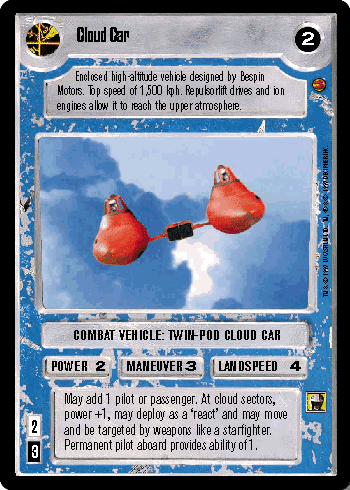 Cloud Car
2
Enclosed high-altitude vehicle designed by Bespin
Motors. Top speed of 1,500 kph. Repulsorlift drives and ion
engines allow it to reach the upper atmosphere.
COMBAT VEHICLE: TWIN-POD CLOUD CAR
POWER 2 MANEUVER 3 LANDSPEED 4
May add 1 pilot or passenger. At cloud sectors,
power +1, may deploy as a 'react' and may move
and be targeted by weapons like a starfighter.
Permanent pilot aboard provides ability of 1.
2
3